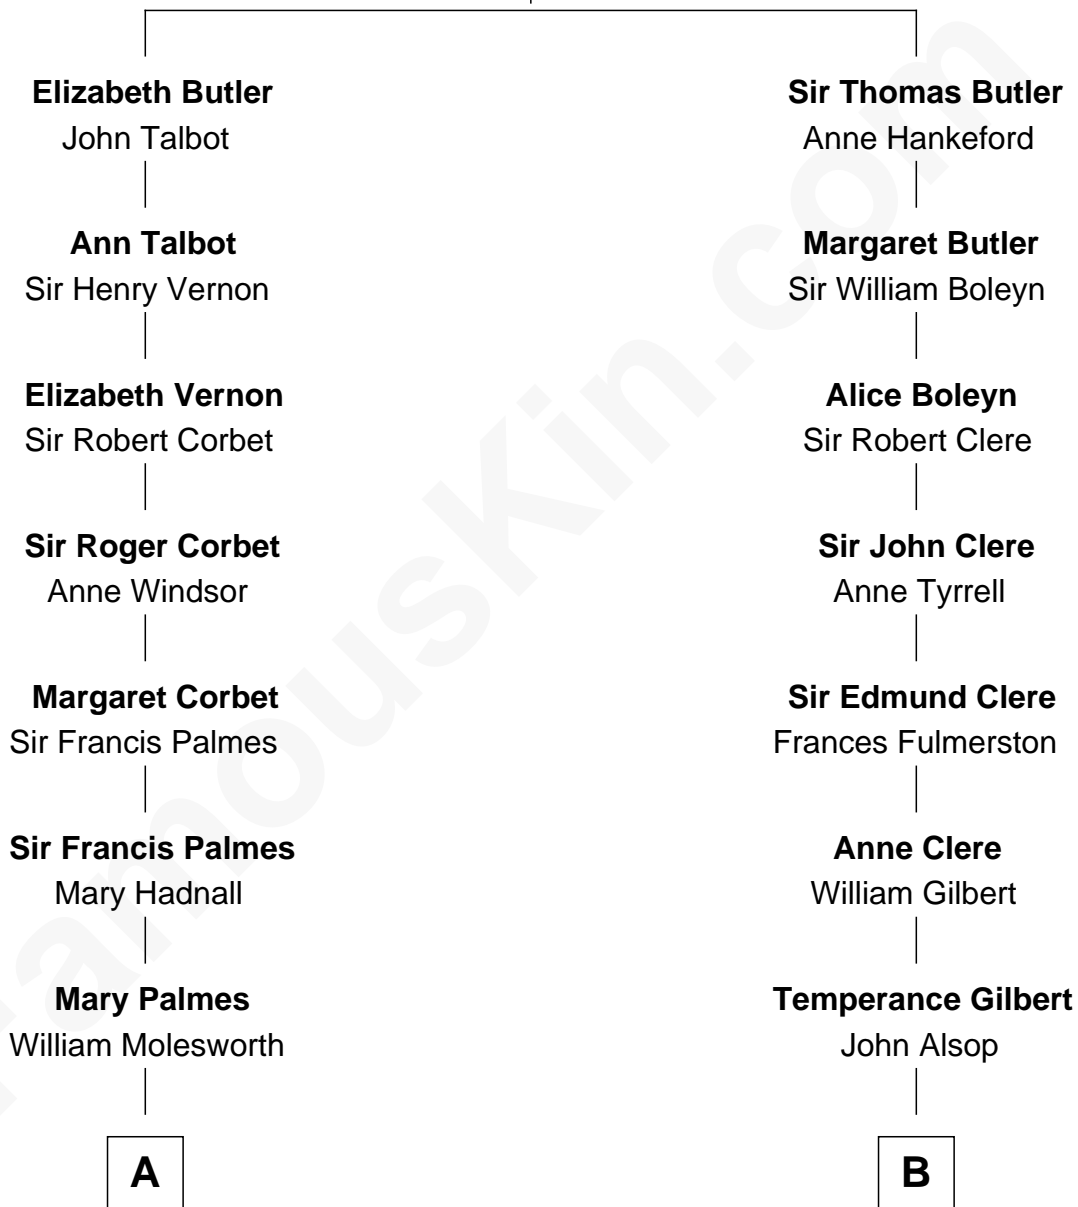 Elizabeth Butler
John Talbot
Ann Talbot
Sir Henry Vernon
Elizabeth Vernon
Sir Robert Corbet
Sir Roger Corbet
Anne Windsor
Margaret Corbet
Sir Francis Palmes
Sir Francis Palmes
Mary Hadnall
Mary Palmes
William Molesworth
A
Sir Thomas Butler
Anne Hankeford
Margaret Butler
Sir William Boleyn
Alice Boleyn
Sir Robert Clere
Sir John Clere
Anne Tyrrell
Sir Edmund Clere
Frances Fulmerston
Anne Clere
William Gilbert
Temperance Gilbert
John Alsop
B
FamousKin.com